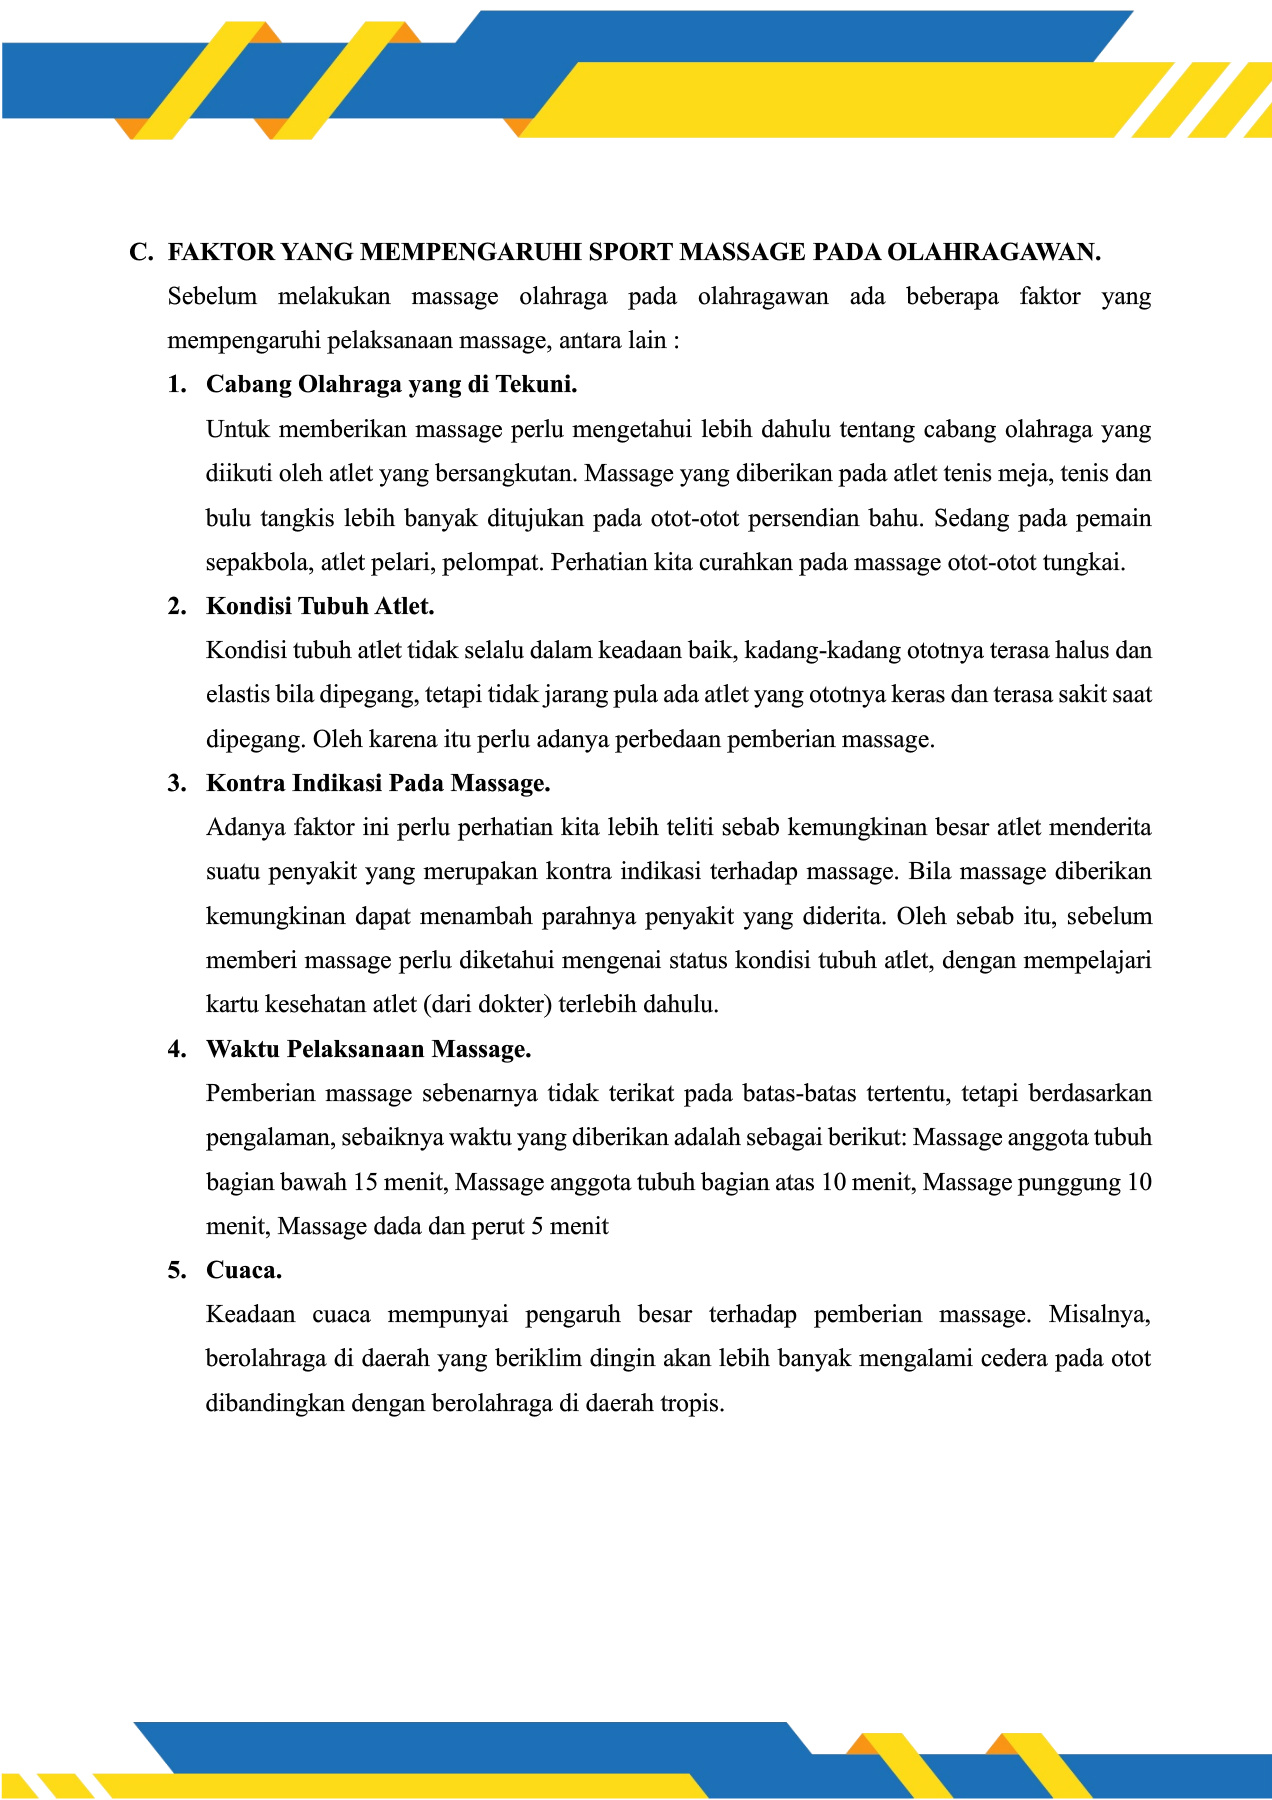 C. FAKTOR YANG MEMPENGARUHI SPORT MASSAGE PADA OLAHRAGAWAN.
Sebelum melakukan massage olahraga pada olahragawan ada beberapa faktor yang
mempengaruhi pelaksanaan massage, antara lain :
1. Cabang Olahraga yang di Tekuni.
Untuk memberikan massage perlu mengetahui lebih dahulu tentang cabang olahraga yang
diikuti oleh atlet yang bersangkutan. Massage yang diberikan pada atlet tenis meja, tenis dan
bulu tangkis lebih banyak ditujukan pada otot-otot persendian bahu. Sedang pada pemain
sepakbola, atlet pelari, pelompat. Perhatian kita curahkan pada massage otot-otot tungkai.
2. Kondisi Tubuh Atlet.
Kondisi tubuh atlet tidak selalu dalam keadaan baik, kadang-kadang ototnya terasa halus dan
elastis bila dipegang, tetapi tidak jarang pula ada atlet yang ototnya keras dan terasa sakit saat
dipegang. Oleh karena itu perlu adanya perbedaan pemberian massage.
3. Kontra Indikasi Pada Massage.
Adanya faktor ini perlu perhatian kita lebih teliti sebab kemungkinan besar atlet menderita
suatu penyakit yang merupakan kontra indikasi terhadap massage. Bila massage diberikan
kemungkinan dapat menambah parahnya penyakit yang diderita. Oleh sebab itu, sebelum
memberi massage perlu diketahui mengenai status kondisi tubuh atlet, dengan mempelajari
kartu kesehatan atlet (dari dokter) terlebih dahulu.
4. Waktu Pelaksanaan Massage.
Pemberian massage sebenarnya tidak terikat pada batas-batas tertentu, tetapi berdasarkan
pengalaman, sebaiknya waktu yang diberikan adalah sebagai berikut: Massage anggota tubuh
bagian bawah 15 menit, Massage anggota tubuh bagian atas 10 menit, Massage punggung 10
menit, Massage dada dan perut 5 menit
5. Cuaca.
Keadaan cuaca mempunyai pengaruh besar terhadap pemberian massage. Misalnya,
berolahraga di daerah yang beriklim dingin akan lebih banyak mengalami cedera pada otot
dibandingkan dengan berolahraga di daerah tropis.